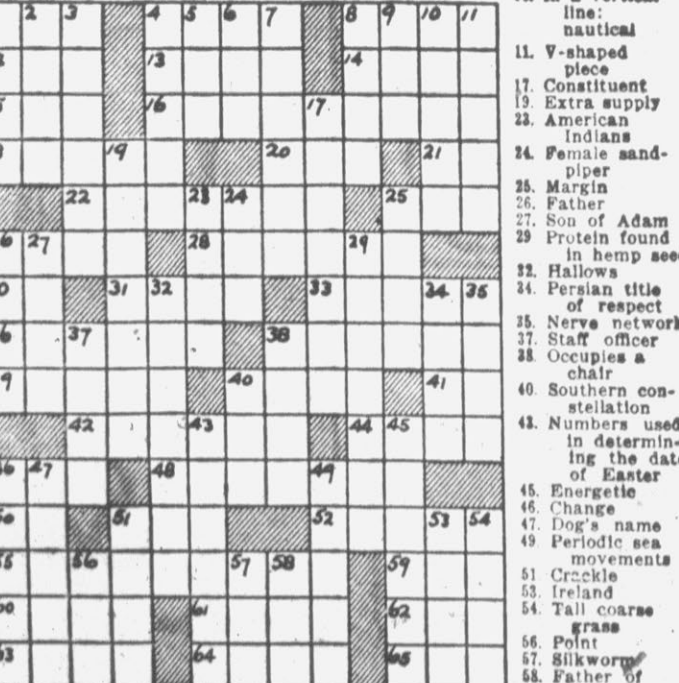 2 3 4 5 6 7 8 9 10 11
13 14
16 17
19 20 21
22 23 24 25
27 28 29
31 32 33 34 35
37 38
40 41
42 43 44 45
47 48 49
51 52 53 54
56 57 58 59
61 62
64 65
line:
nautical
11. V-shaped
piece
17. Constituent
19. Extra supply
23. American
Indians
24. Female sand-
piper
25. Margin
26. Father
27. Son of Adam
29 Protein found
in hemp see
32. Hallows
34. Persian title
of respect
35. Nerve network
37. Staff officer
38. Occupies a
chair
40. Southern con-
stellation
43. Numbers used
in determin-
ing the date
of Easter
45. Energetic
46. Change
47. Dog's name
49. Periodic sea
movements
51 Crackle
53. Ireland
54. Tall coarse
grass
56. Point
57. Silkworm
58. Father of